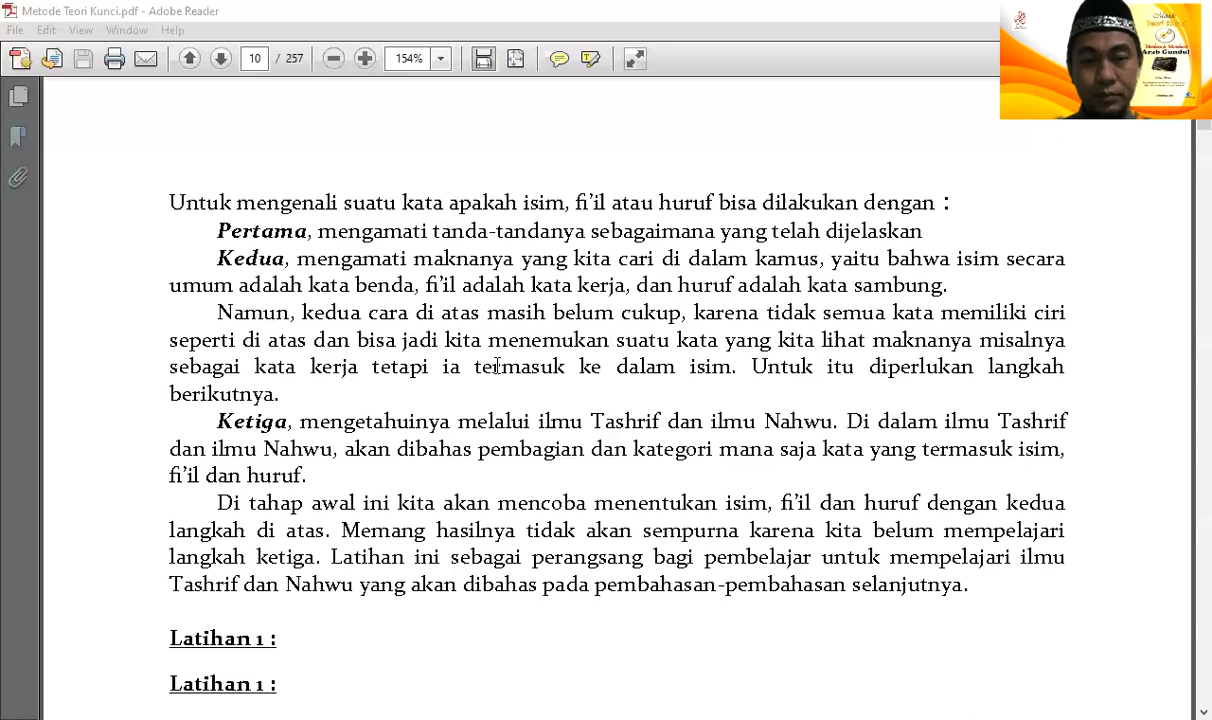 Metode Teori Kunci.pdf - Adobe Reader
File Edit View Window Help
10 / 257 154%
Metode
Teori Kunci
Arab Gundul
Untuk mengenali suatu kata apakah isim, fi'il atau huruf bisa dilakukan dengan :
Pertama, mengamati tanda-tandanya sebagaimana yang telah dijelaskan
Kedua, mengamati maknanya yang kita cari di dalam kamus, yaitu bahwa isim secara
umum adalah kata benda, fi'il adalah kata kerja, dan huruf adalah kata sambung.
Namun, kedua cara di atas masih belum cukup, karena tidak semua kata memiliki ciri
seperti di atas dan bisa jadi kita menemukan suatu kata yang kita lihat maknanya misalnya
sebagai kata kerja tetapi ia termasuk ke dalam isim. Untuk itu diperlukan langkah
berikutnya.
Ketiga, mengetahuinya melalui ilmu Tashrif dan ilmu Nahwu. Di dalam ilmu Tashrif
dan ilmu Nahwu, akan dibahas pembagian dan kategori mana saja kata yang termasuk isim,
fi'il dan huruf.
Di tahap awal ini kita akan mencoba menentukan isim, fi'il dan huruf dengan kedua
langkah di atas. Memang hasilnya tidak akan sempurna karena kita belum mempelajari
langkah ketiga. Latihan ini sebagai perangsang bagi pembelajar untuk mempelajari ilmu
Tashrif dan Nahwu yang akan dibahas pada pembahasan-pembahasan selanjutnya.
Latihan 1 :
Latihan 1 :